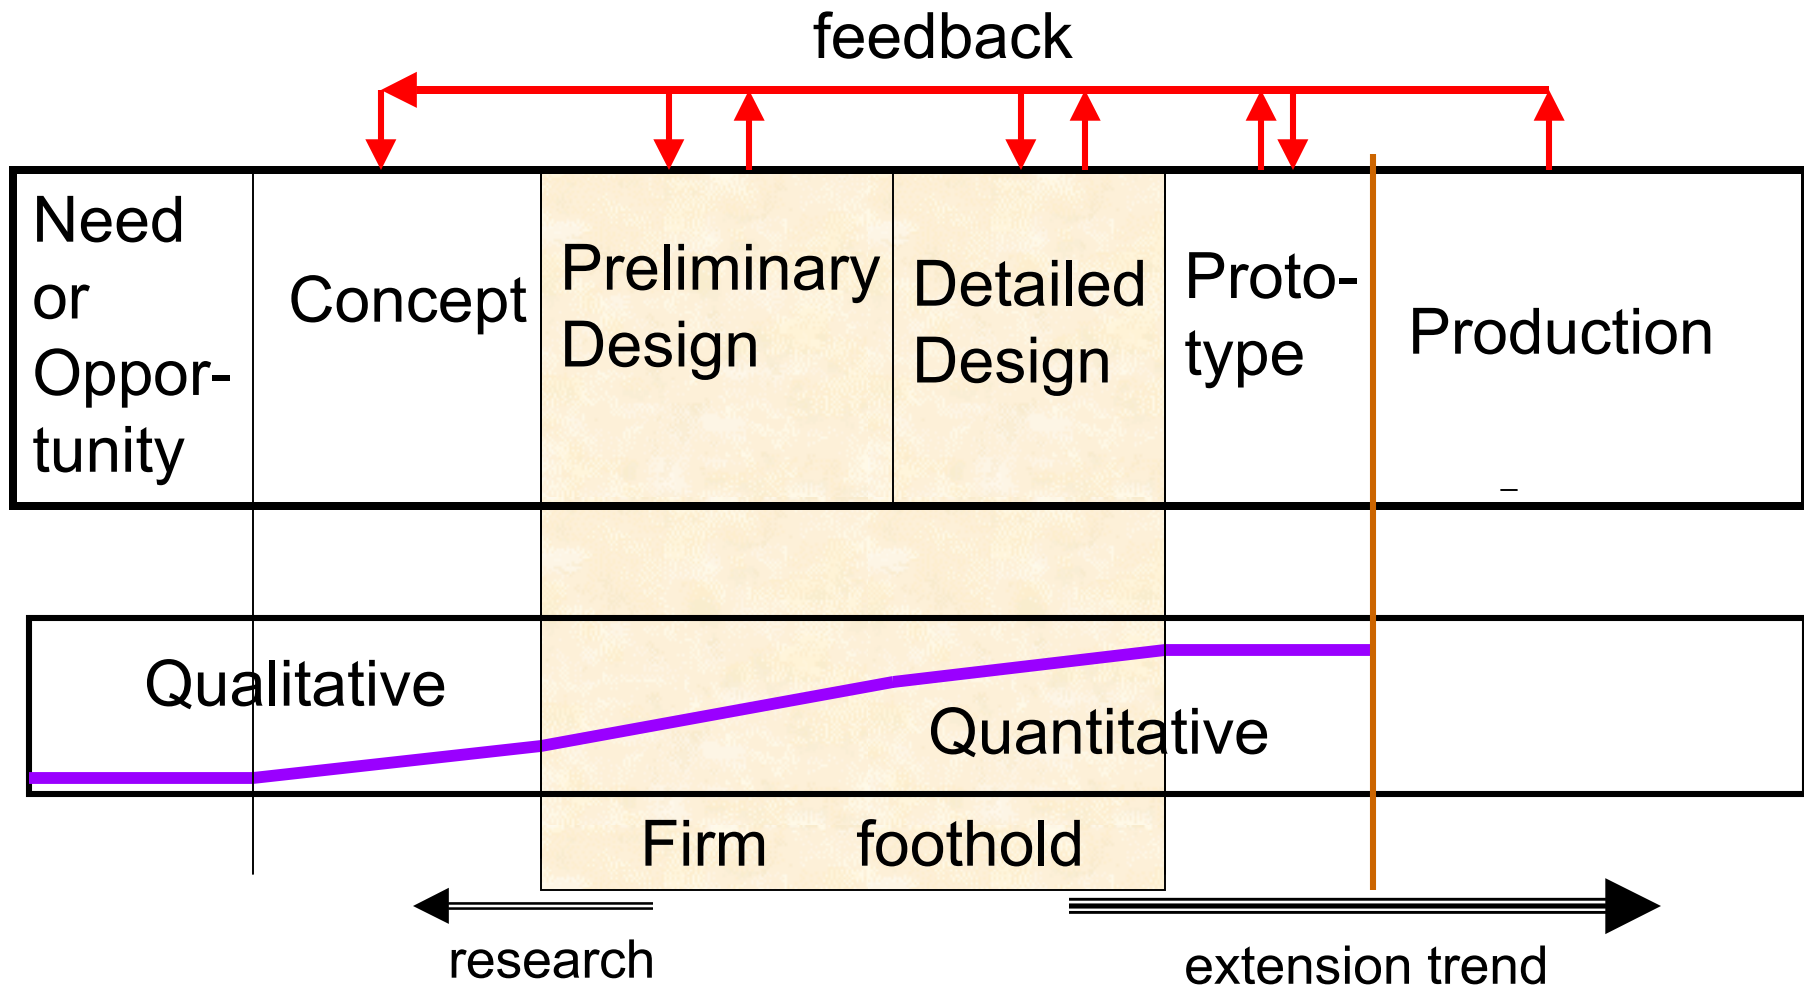 feedback
Need
or
Oppor-
tunity
Concept
Preliminary
Design
Detailed
Design
Proto-
type
Production
Qualitative
Quantitative
Firm foothold
research
extension trend